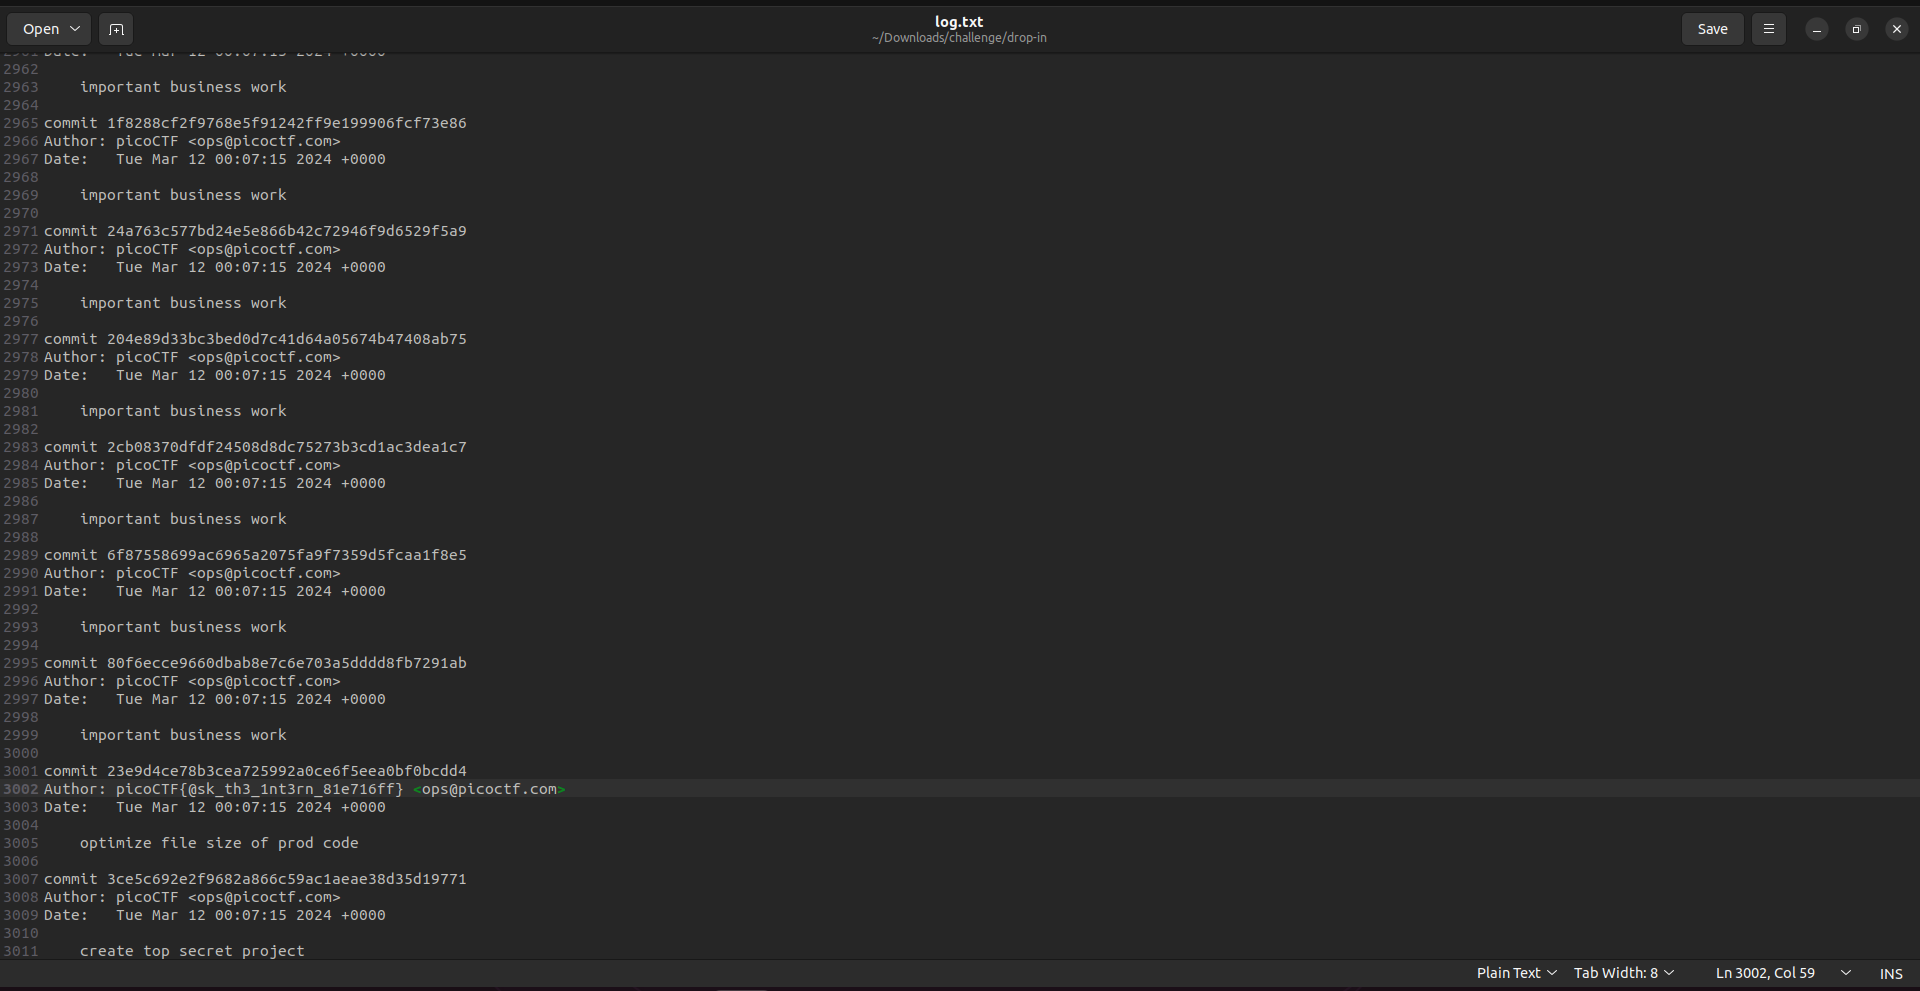 Open
log.txt
~/Downloads/challenge/drop-in
Save
2961 Date:   Tue Mar 12 00:07:15 2024 +0000
2962
2963     important business work
2964
2965 commit 1f8288cf2f9768e5f91242ff9e199906fcf73e86
2966 Author: picoCTF <ops@picoctf.com>
2967 Date:   Tue Mar 12 00:07:15 2024 +0000
2968
2969     important business work
2970
2971 commit 24a763c577bd24e5e866b42c72946f9d6529f5a9
2972 Author: picoCTF <ops@picoctf.com>
2973 Date:   Tue Mar 12 00:07:15 2024 +0000
2974
2975     important business work
2976
2977 commit 204e89d33bc3bed0d7c41d64a05674b47408ab75
2978 Author: picoCTF <ops@picoctf.com>
2979 Date:   Tue Mar 12 00:07:15 2024 +0000
2980
2981     important business work
2982
2983 commit 2cb08370dfdf24508d8dc75273b3cd1ac3dea1c7
2984 Author: picoCTF <ops@picoctf.com>
2985 Date:   Tue Mar 12 00:07:15 2024 +0000
2986
2987     important business work
2988
2989 commit 6f87558699ac6965a2075fa9f7359d5fcaa1f8e5
2990 Author: picoCTF <ops@picoctf.com>
2991 Date:   Tue Mar 12 00:07:15 2024 +0000
2992
2993     important business work
2994
2995 commit 80f6ecce9660dbab8e7c6e703a5dddd8fb7291ab
2996 Author: picoCTF <ops@picoctf.com>
2997 Date:   Tue Mar 12 00:07:15 2024 +0000
2998
2999     important business work
3000
3001 commit 23e9d4ce78b3cea725992a0ce6f5eea0bf0bcdd4
3002 Author: picoCTF{@sk_th3_1nt3rn_81e716ff} <ops@picoctf.com>
3003 Date:   Tue Mar 12 00:07:15 2024 +0000
3004
3005     optimize file size of prod code
3006
3007 commit 3ce5c692e2f9682a866c59ac1aeae38d35d19771
3008 Author: picoCTF <ops@picoctf.com>
3009 Date:   Tue Mar 12 00:07:15 2024 +0000
3010
3011     create top secret project
Plain Text
Tab Width: 8
Ln 3002, Col 59
INS